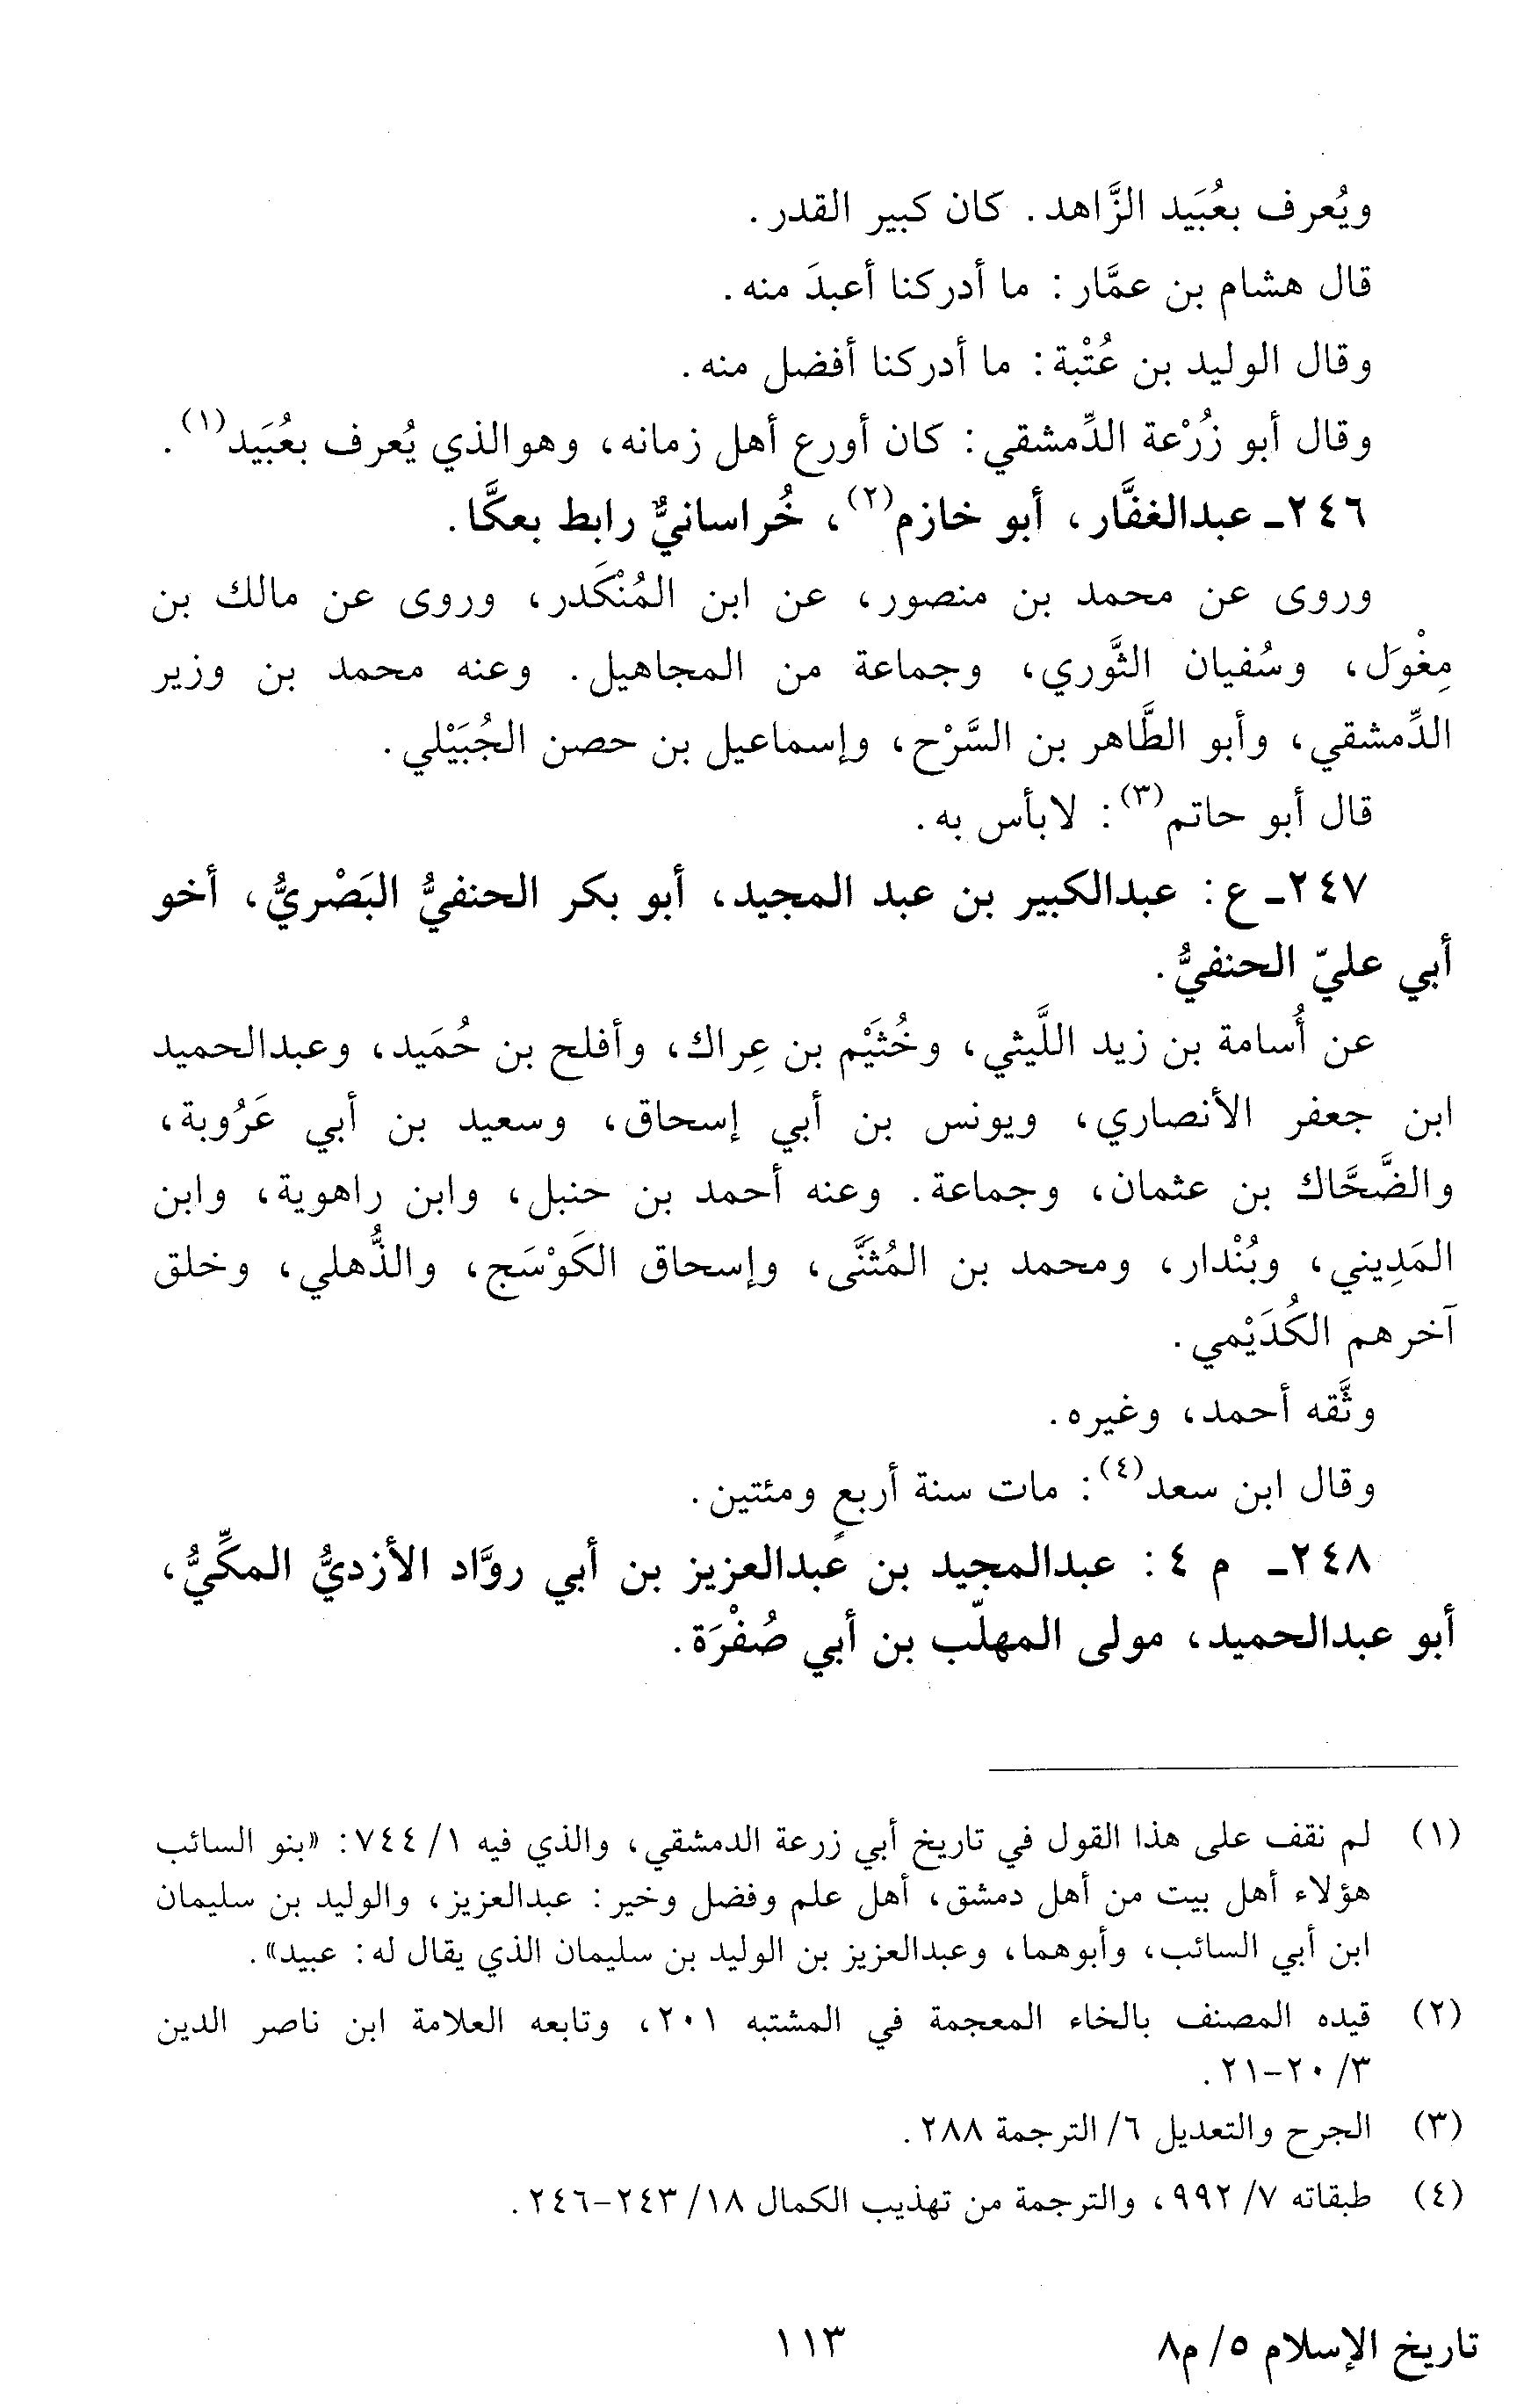 ويُعرف بعُبَيد الزَّاهد. كان كبير القدر.
قال هشام بن عمَّار: ما أدركنا أعبدَ منه.
وقال الوليد بن عُتْبة: ما أدركنا أفضل منه.
وقال أبو زُرْعة الدِّمشقي: كان أورع أهل زمانه، وهوالذي يُعرف بعُبَيد(١).
٢٤٦ـ عبدالغفَّار، أبو خازم(٢)، خُراسانيٌّ رابط بعكَّا.
وروى عن محمد بن منصور، عن ابن المُنْكَدر، وروى عن مالك بن
مِغْوَل، وسُفيان الثَّوري، وجماعة من المجاهيل. وعنه محمد بن وزير
الدِّمشقي، وأبو الطَّاهر بن السَّرْح، وإسماعيل بن حصن الجُبَيْلي.
قال أبو حاتم(٣): لابأس به.
٢٤٧ـ ع: عبدالكبير بن عبد المجيد، أبو بكر الحنفيُّ البَصْريُّ، أخو
أبي عليّ الحنفيُّ.
عن أُسامة بن زيد اللَّيثي، وخُثَيْم بن عِراك، وأفلح بن حُمَيد، وعبدالحميد
ابن جعفر الأنصاري، ويونس بن أبي إسحاق، وسعيد بن أبي عَرُوبة،
والضَّحَّاك بن عثمان، وجماعة. وعنه أحمد بن حنبل، وابن راهوية، وابن
المَدِيني، وبُنْدار، ومحمد بن المُثنَّى، وإسحاق الكَوْسَج، والذُّهلي، وخلق
آخرهم الكُدَيْمي.
وثَّقه أحمد، وغيره.
وقال ابن سعد(٤): مات سنة أربعٍ ومئتين.
٢٤٨ـ م ٤: عبدالمجيد بن عبدالعزيز بن أبي روَّاد الأزديُّ المكِّيُّ،
أبو عبدالحميد، مولى المهلّب بن أبي صُفْرَة.
(١) لم نقف على هذا القول في تاريخ أبي زرعة الدمشقي، والذي فيه ١/ ٧٤٤: «بنو السائب
هؤلاء أهل بيت من أهل دمشق، أهل علم وفضل وخير: عبدالعزيز، والوليد بن سليمان
ابن أبي السائب، وأبوهما، وعبدالعزيز بن الوليد بن سليمان الذي يقال له: عبيد».
(٢) قيده المصنف بالخاء المعجمة في المشتبه ٢٠١، وتابعه العلامة ابن ناصر الدين
٣/ ٢٠-٢١.
(٣) الجرح والتعديل ٦/ الترجمة ٢٨٨.
(٤) طبقاته ٧/ ٩٩٢، والترجمة من تهذيب الكمال ١٨/ ٢٤٣-٢٤٦.
تاريخ الإسلام ٥/ م٨
١١٣